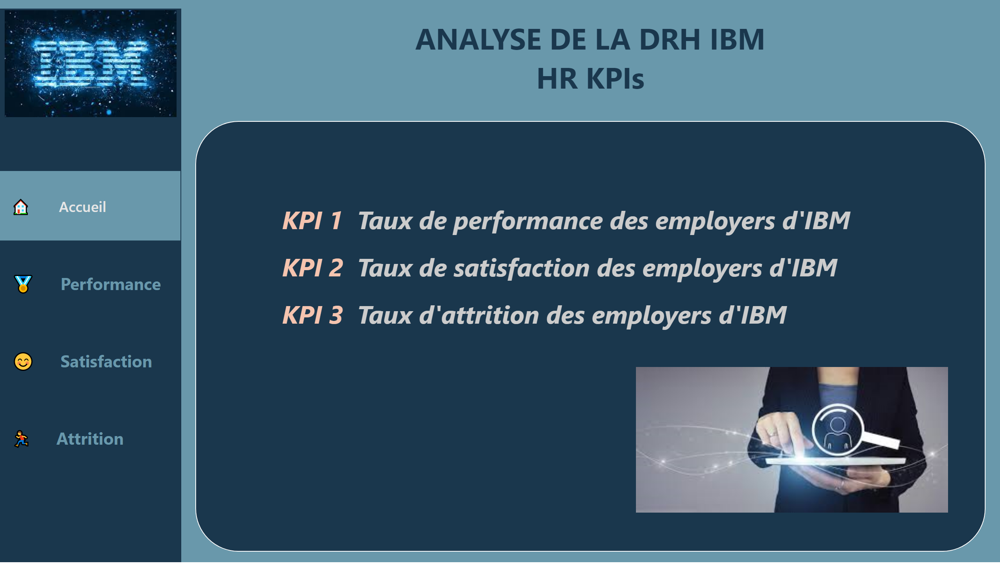 IBM
ANALYSE DE LA DRH IBM
HR KPIs
Accueil
Performance
Satisfaction
Attrition
KPI 1 Taux de performance des employers d'IBM
KPI 2 Taux de satisfaction des employers d'IBM
KPI 3 Taux d'attrition des employers d'IBM